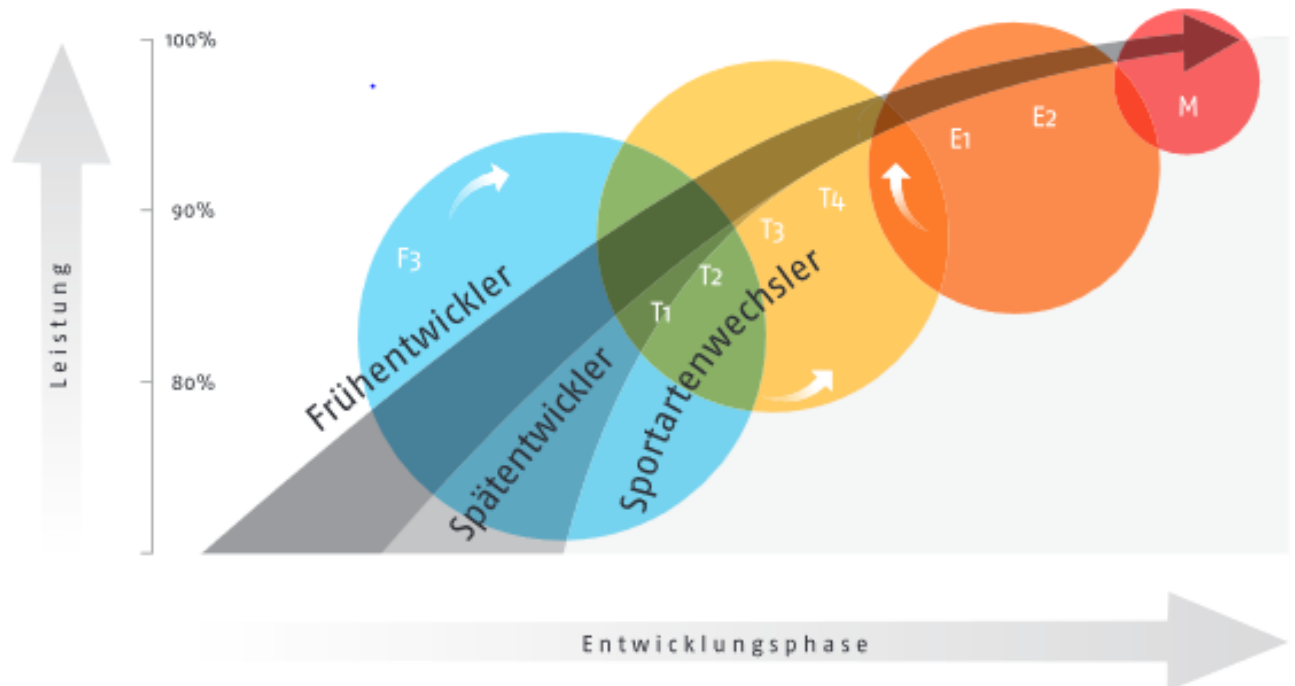 100%
90%
80%
Leistung
F3
T1
T2
T3
T4
E1
E2
M
Frühentwickler
Spätentwickler
Sportartenwechsler
Entwicklungsphase